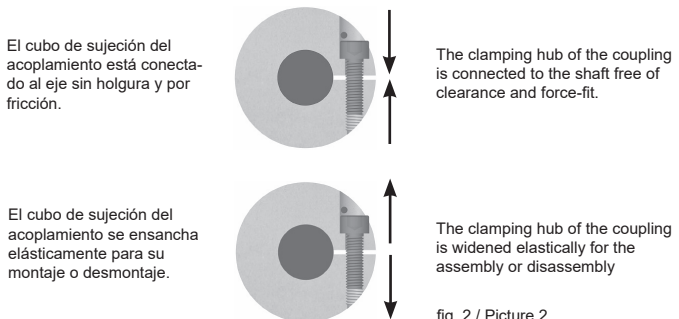 El cubo de sujeción del
acoplamiento está conecta-
do al eje sin holgura y por
fricción.
The clamping hub of the coupling
is connected to the shaft free of
clearance and force-fit.
El cubo de sujeción del
acoplamiento se ensancha
elásticamente para su
montaje o desmontaje.
The clamping hub of the coupling
is widened elastically for the
assembly or disassembly
fig. 2 / Picture 2